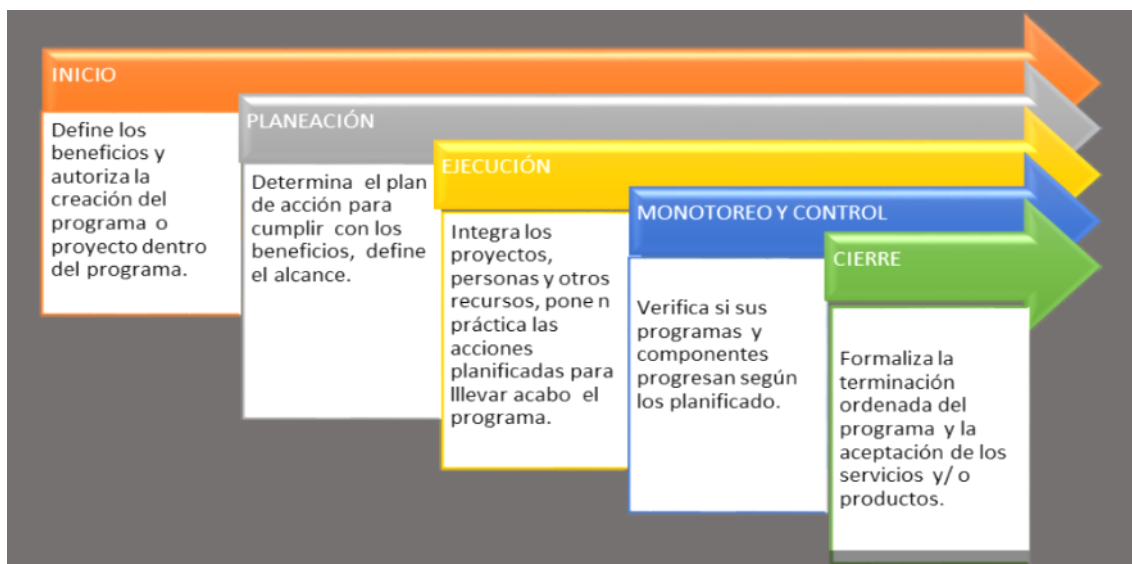 INICIO
Define los
beneficios y
autoriza la
creación del
programa o
proyecto dentro
del programa.
PLANEACIÓN
Determina el plan
de acción para
cumplir con los
beneficios, define
el alcance.
EJECUCIÓN
Integra los
proyectos,
personas y otros
recursos, pone n
práctica las
acciones
planificadas para
lllevar acabo el
programa.
MONOTOREO Y CONTROL
Verifica si sus
programas y
componentes
progresan según
los planificado.
CIERRE
Formaliza la
terminación
ordenada del
programa y la
aceptación de los
servicios y/ o
productos.